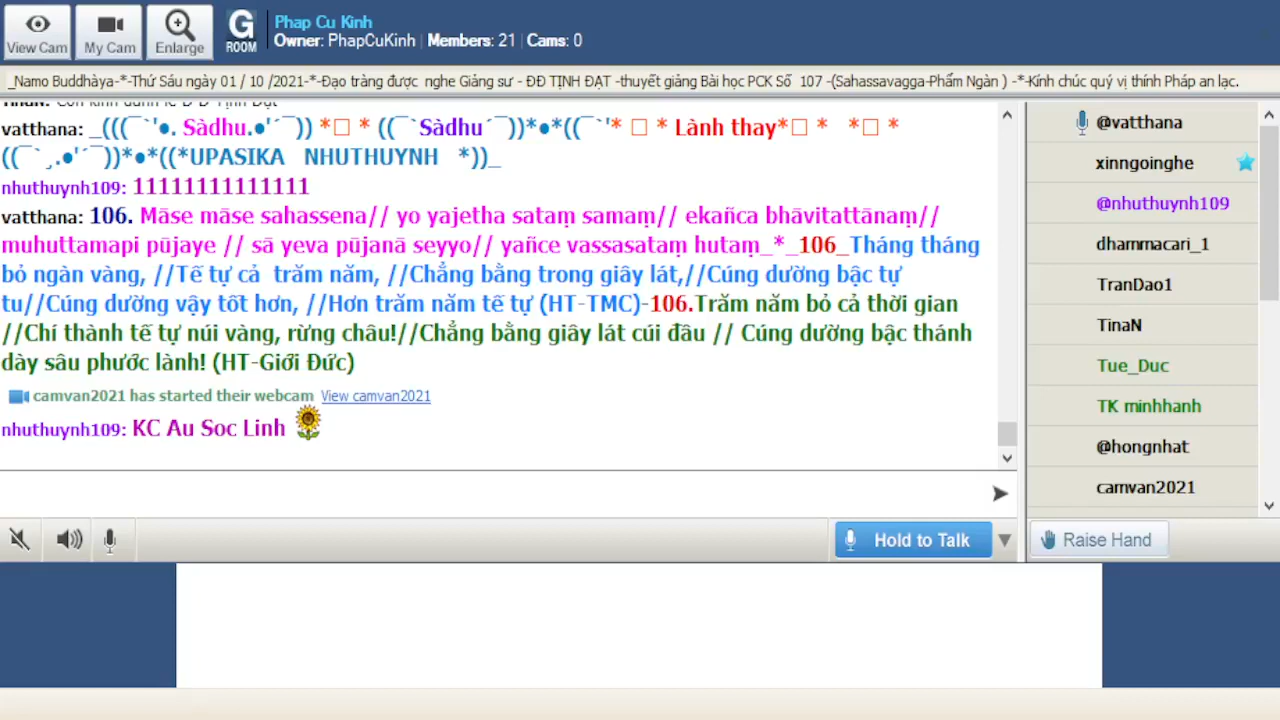 View Cam
My Cam
Enlarge
G
ROOM
Phap Cu Kinh
Owner: PhapCuKinh | Members: 21 | Cams: 0
_Namo Buddhàya-*-Thứ Sáu ngày 01 / 10 /2021-*-Đạo tràng được nghe Giảng sư - ĐĐ TỊNH ĐẠT -thuyết giảng Bài học PCK Số 107 -(Sahassavagga-Phẩm Ngàn ) -*-Kính chúc quý vị thính Pháp an lạc.
vatthana: _(((¯`'●. Sàdhu.●'´¯)) *□ * ((¯`Sàdhu´¯))*●*((¯`'* □ * Lành thay*□ * *□ *
((¯`¸.●'´¯))*●*((*UPASIKA NHUTHUYNH *))_
nhuthuynh109: 11111111111111
vatthana: 106. Māse māse sahassena// yo yajetha sataṃ samaṃ// ekañca bhāvitattānaṃ//
muhuttamapi pūjaye // sā yeva pūjanā seyyo// yañce vassasataṃ hutaṃ_*_106_Tháng tháng
bỏ ngàn vàng, //Tế tự cả trăm năm, //Chẳng bằng trong giây lát,//Cúng dường bậc tự
tu//Cúng dường vậy tốt hơn, //Hơn trăm năm tế tự (HT-TMC)-106.Trăm năm bỏ cả thời gian
//Chí thành tế tự núi vàng, rừng châu!//Chẳng bằng giây lát cúi đầu // Cúng dường bậc thánh
dày sâu phước lành! (HT-Giới Đức)
camvan2021 has started their webcam View camvan2021
nhuthuynh109: KC Au Soc Linh
@vatthana
xinngoinghe
@nhuthuynh109
dhammacari_1
TranDao1
TinaN
Tue_Duc
TK minhhanh
@hongnhat
camvan2021
Hold to Talk
Raise Hand